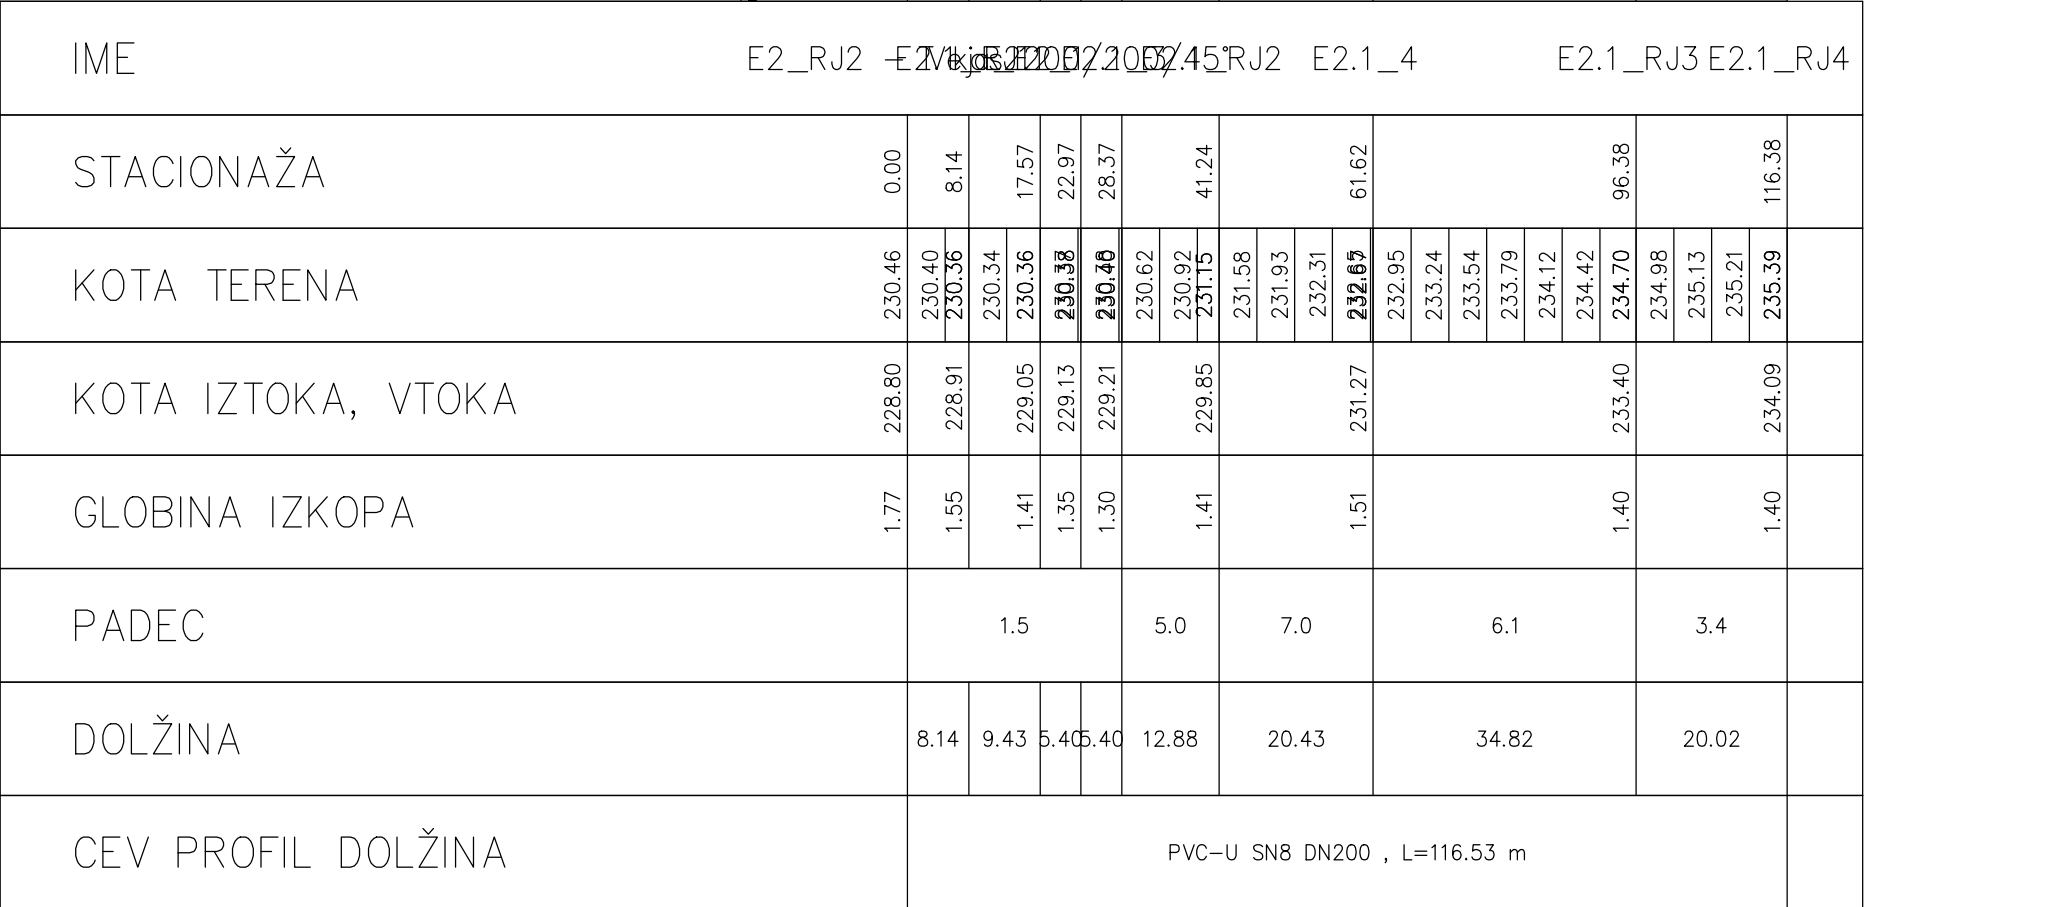 IME E2_RJ2 E2.1_RJ2 E2.1_4 E2.1_RJ3 E2.1_RJ4
STACIONAŽA 0.00 8.14 17.57 22.97 28.37 41.24 61.62 96.38 116.38
KOTA TERENA 230.46 230.40 230.36 230.34 230.36 230.62 230.92 231.15 231.58 231.93 232.31 232.95 233.24 233.54 233.79 234.12 234.42 234.70 234.98 235.13 235.21 235.39
KOTA IZTOKA, VTOKA 228.80 228.91 229.05 229.13 229.21 229.85 231.27 233.40 234.09
GLOBINA IZKOPA 1.77 1.55 1.41 1.35 1.30 1.41 1.51 1.40 1.40
PADEC 1.5 5.0 7.0 6.1 3.4
DOLŽINA 8.14 9.43 5.40 5.40 12.88 20.43 34.82 20.02
CEV PROFIL DOLŽINA PVC-U SN8 DN200 , L=116.53 m